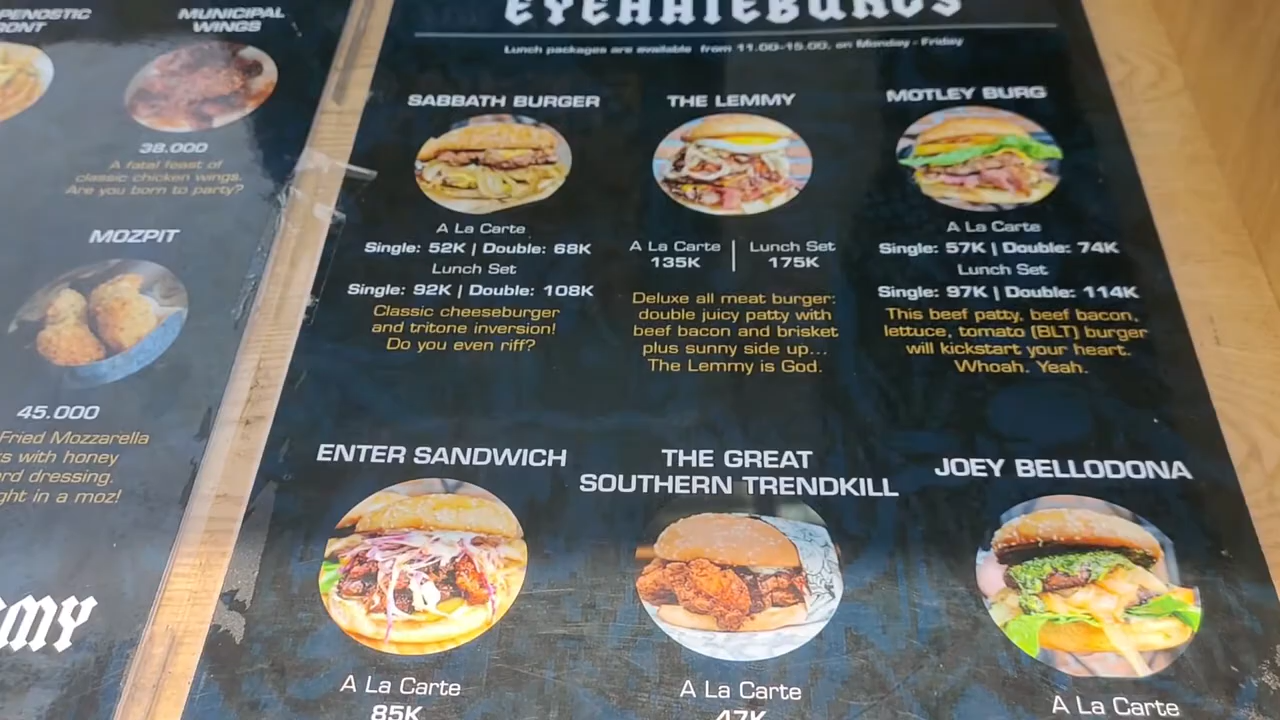 MUNICIPAL
WINGS
38.000
A fatal feast of
classic chicken wings.
Are you born to party?
MOZPIT
45.000
Fried Mozzarella
with honey
dressing.
in a moz!
Lunch packages are available from 11.00-15.00, on Monday - Friday
SABBATH BURGER
A La Carte
Single: 52K | Double: 68K
Lunch Set
Single: 92K | Double: 108K
Classic cheeseburger
and tritone inversion!
Do you even riff?
THE LEMMY
A La Carte | Lunch Set
135K | 175K
Deluxe all meat burger:
double juicy patty with
beef bacon and brisket
plus sunny side up...
The Lemmy is God.
MOTLEY BURG
A La Carte
Single: 57K | Double: 74K
Lunch Set
Single: 97K | Double: 114K
This beef patty, beef bacon,
lettuce, tomato (BLT) burger
will kickstart your heart.
Whoah. Yeah.
ENTER SANDWICH
A La Carte
85K
THE GREAT
SOUTHERN TRENDKILL
A La Carte
47K
JOEY BELLODONA
A La Carte